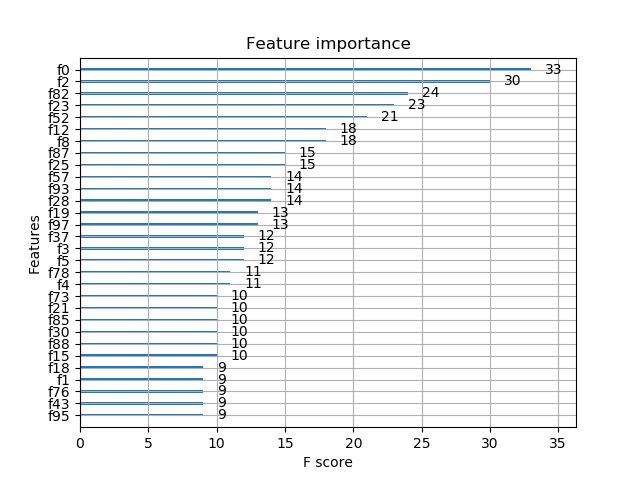 Feature importance
f0 33
f2 30
f82 24
f23 23
f52 21
f12 18
f8 18
f87 15
f25 15
f57 14
f93 14
f28 14
f19 13
f97 13
f37 12
f3 12
f5 12
f78 11
f4 11
f73 10
f21 10
f85 10
f30 10
f88 10
f15 10
f18 9
f1 9
f76 9
f43 9
f95 9
Features
0 5 10 15 20 25 30 35
F score